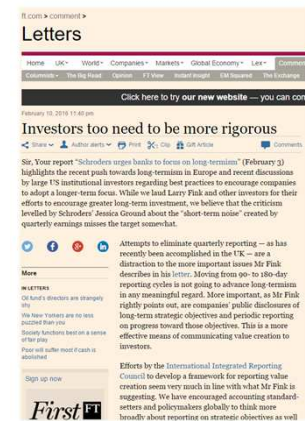 ft.com > comment >
Letters
Home UK World Companies Markets Global Economy Lex Comment
Columnists The Big Read Opinion FT View Instant Insight EM Squared The Exchange
Click here to try our new website — you can con
February 10, 2016 11:40 pm
Investors too need to be more rigorous
Share Author alerts Print Clip Gift Article Comments
Sir, Your report “Schroders urges banks to focus on long-termism” (February 3)
highlights the recent push towards long-termism in Europe and recent discussions
by large US institutional investors regarding best practices to encourage companies
to adopt a longer-term focus. While we laud Larry Fink and other investors for their
efforts to encourage greater long-term investment, we believe that the criticism
levelled by Schroders’ Jessica Ground about the “short-term noise” created by
quarterly earnings misses the target somewhat.
Attempts to eliminate quarterly reporting — as has
recently been accomplished in the UK — are a
distraction to the more important issues Mr Fink
describes in his letter. Moving from 90- to 180-day
reporting cycles is not going to advance long-termism
in any meaningful regard. More important, as Mr Fink
rightly points out, are companies’ public disclosures of
long-term strategic objectives and periodic reporting
on progress toward those objectives. This is a more
effective means of communicating value creation to
investors.
More
IN LETTERS
Oil fund’s directors are strangely
shy
We New Yorkers are no less
puzzled than you
Society functions best on a sense
of fair play
Poor will suffer most if cash is
abolished
Sign up now
First FT
Efforts by the International Integrated Reporting
Council to develop a framework for reporting value
creation seem very much in line with what Mr Fink is
suggesting. We have encouraged accounting standard-
setters and policymakers globally to think more
broadly about reporting on strategic objectives as well